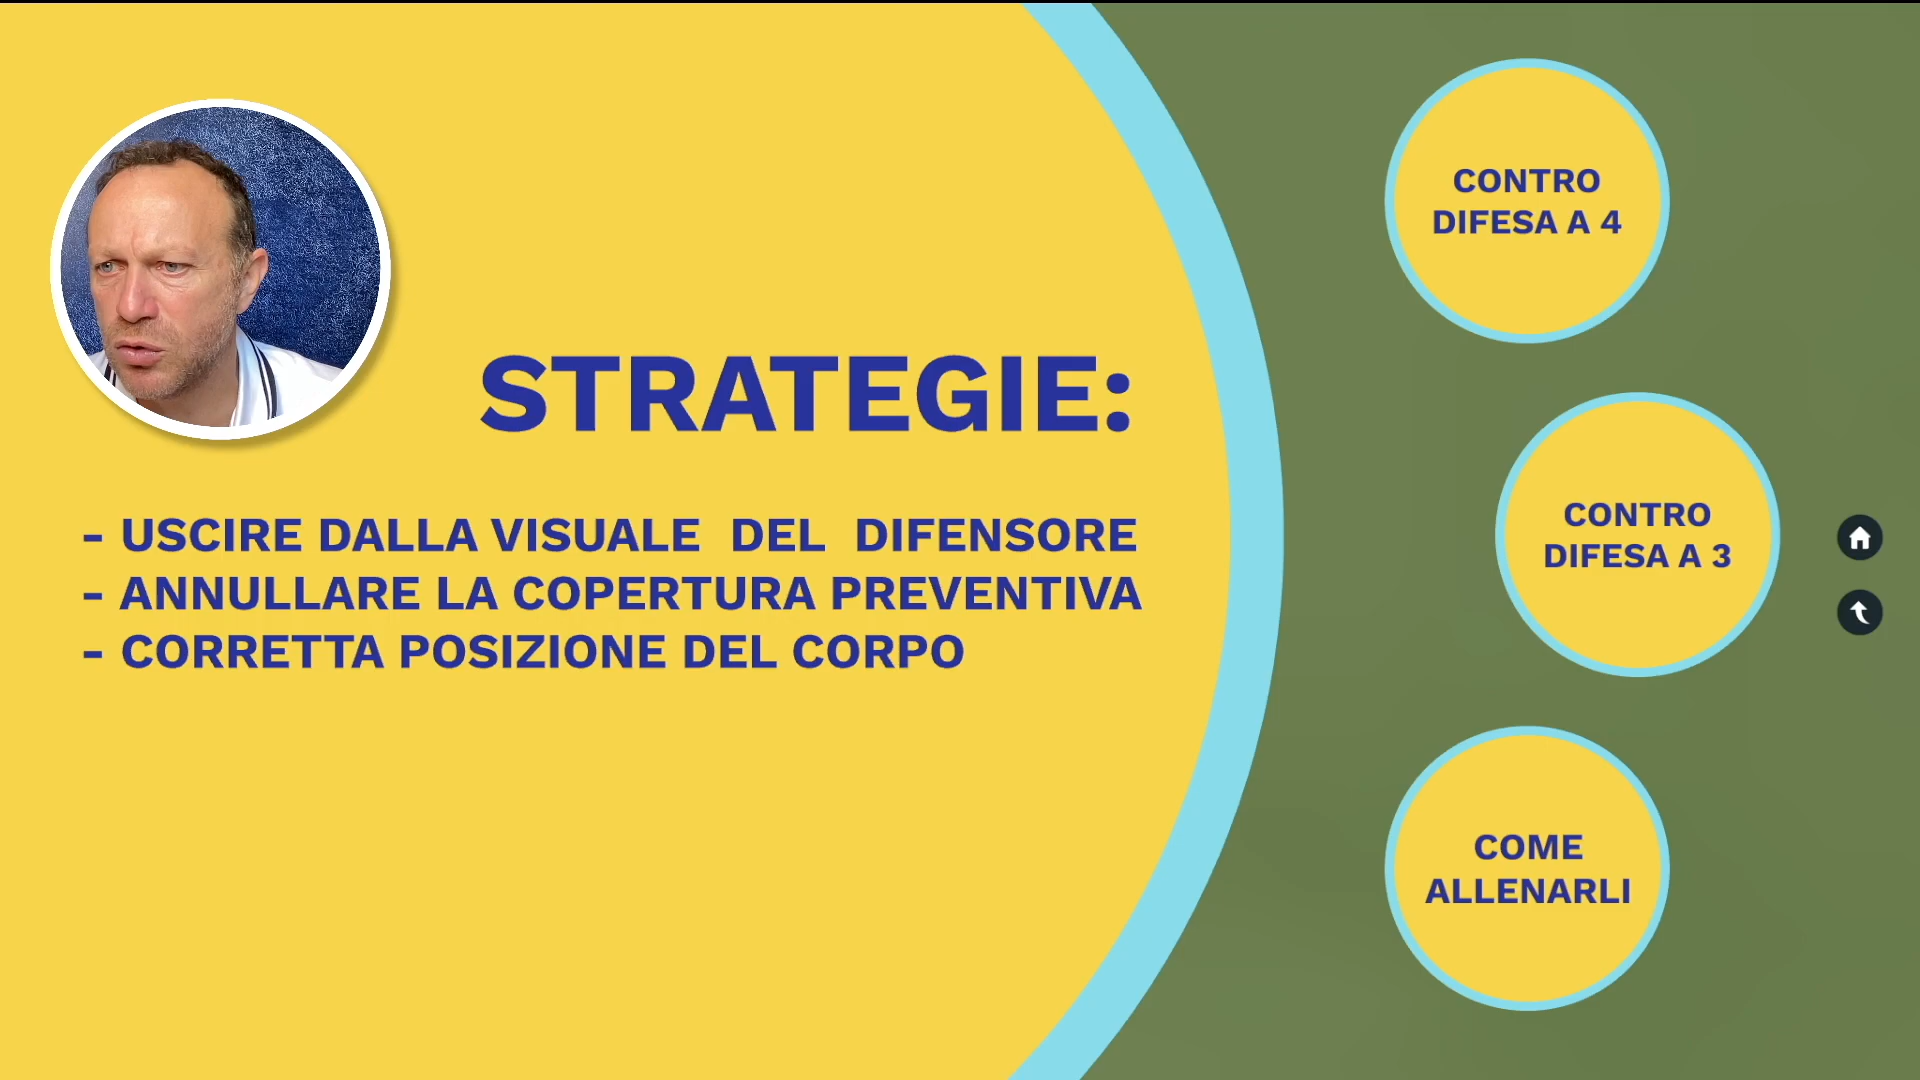 STRATEGIE:
- USCIRE DALLA VISUALE DEL DIFENSORE
- ANNULLARE LA COPERTURA PREVENTIVA
- CORRETTA POSIZIONE DEL CORPO
CONTRO
DIFESA A 4
CONTRO
DIFESA A 3
COME
ALLENARLI